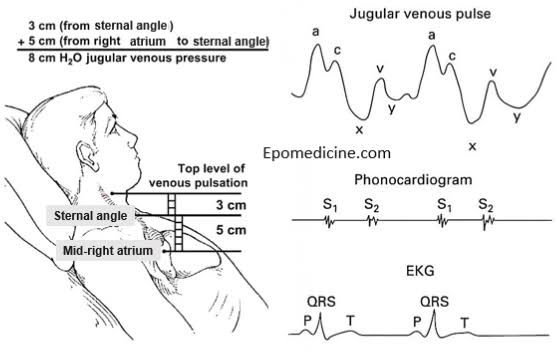 3 cm (from sternal angle)
+ 5 cm (from right atrium to sternal angle)
8 cm H₂O jugular venous pressure
Top level of
venous pulsation
3 cm
Sternal angle
5 cm
Mid-right atrium
Jugular venous pulse
a
c
v
y
x
a
c
v
y
x
Epomedicine.com
Phonocardiogram
S₁ S₂ S₁ S₂
EKG
QRS QRS
P T P T